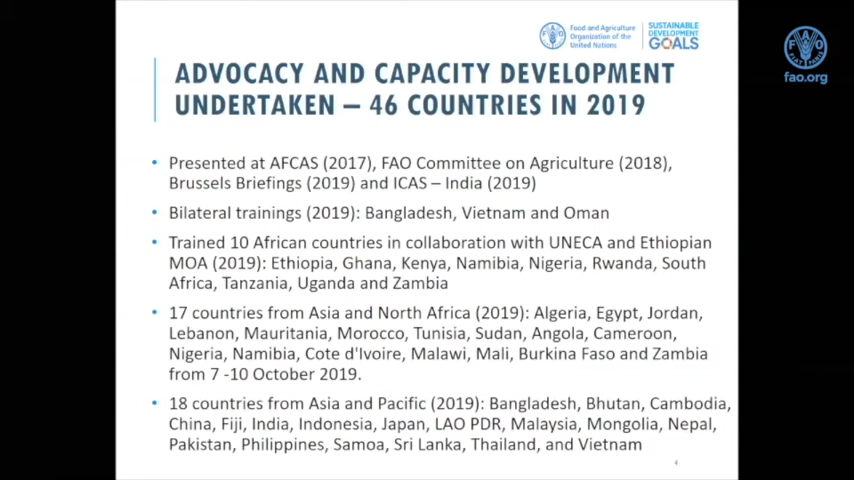 Food and Agriculture
Organization of the
United Nations
SUSTAINABLE
DEVELOPMENT
GOALS
FAO
FIAT PANIS
fao.org
ADVOCACY AND CAPACITY DEVELOPMENT
UNDERTAKEN – 46 COUNTRIES IN 2019
• Presented at AFCAS (2017), FAO Committee on Agriculture (2018),
Brussels Briefings (2019) and ICAS – India (2019)
• Bilateral trainings (2019): Bangladesh, Vietnam and Oman
• Trained 10 African countries in collaboration with UNECA and Ethiopian
MOA (2019): Ethiopia, Ghana, Kenya, Namibia, Nigeria, Rwanda, South
Africa, Tanzania, Uganda and Zambia
• 17 countries from Asia and North Africa (2019): Algeria, Egypt, Jordan,
Lebanon, Mauritania, Morocco, Tunisia, Sudan, Angola, Cameroon,
Nigeria, Namibia, Cote d'Ivoire, Malawi, Mali, Burkina Faso and Zambia
from 7 -10 October 2019.
• 18 countries from Asia and Pacific (2019): Bangladesh, Bhutan, Cambodia,
China, Fiji, India, Indonesia, Japan, LAO PDR, Malaysia, Mongolia, Nepal,
Pakistan, Philippines, Samoa, Sri Lanka, Thailand, and Vietnam
4